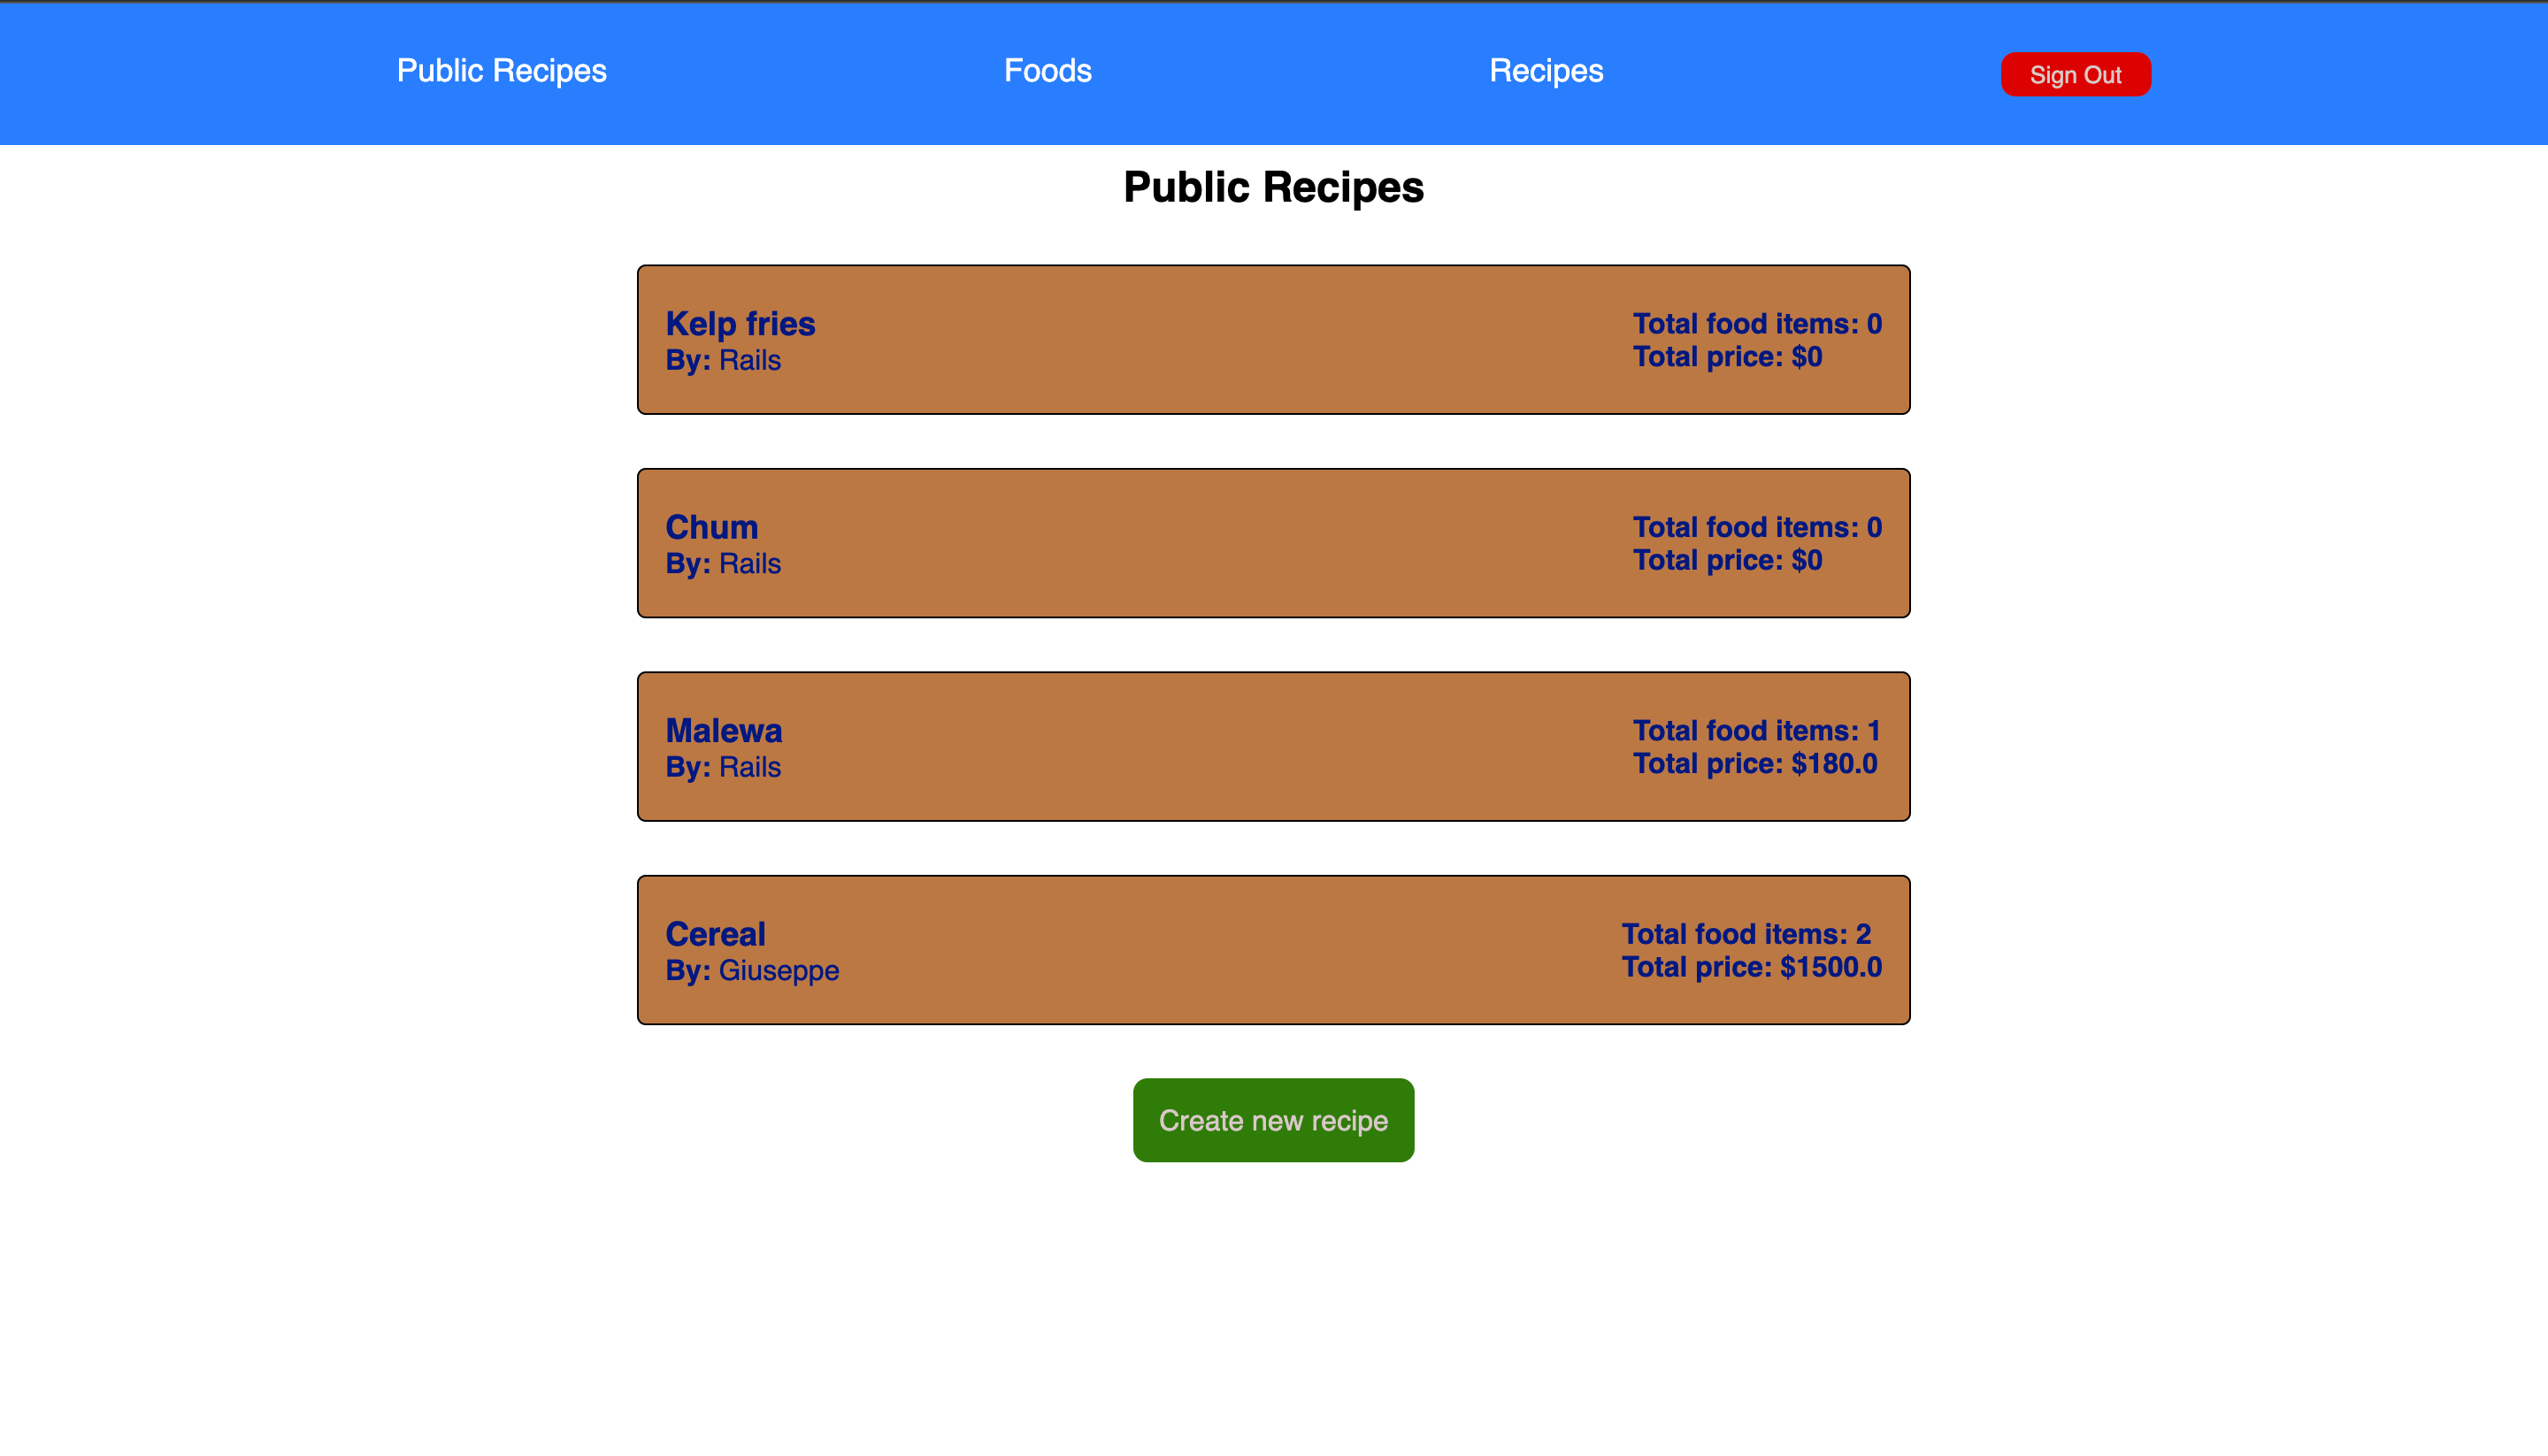 Public Recipes
Foods
Recipes
Sign Out
Public Recipes
Kelp fries
By: Rails
Total food items: 0
Total price: $0
Chum
By: Rails
Total food items: 0
Total price: $0
Malewa
By: Rails
Total food items: 1
Total price: $180.0
Cereal
By: Giuseppe
Total food items: 2
Total price: $1500.0
Create new recipe